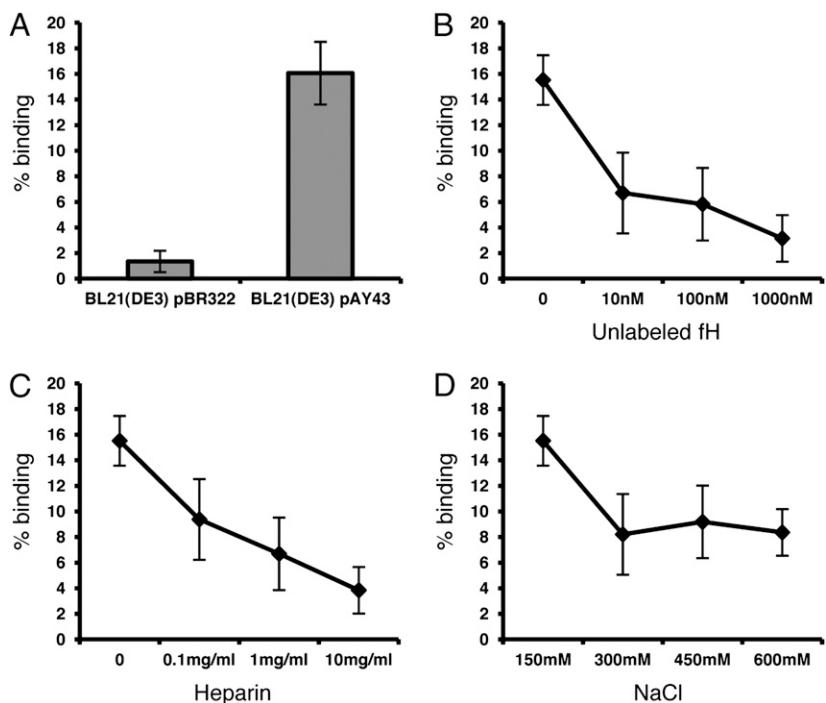 A
% binding
20
18
16
14
12
10
8
6
4
2
0
BL21(DE3) pBR322 BL21(DE3) pAY43
B
% binding
20
18
16
14
12
10
8
6
4
2
0
0 10nM 100nM 1000nM
Unlabeled fH
C
% binding
20
18
16
14
12
10
8
6
4
2
0
0 0.1mg/ml 1mg/ml 10mg/ml
Heparin
D
% binding
20
18
16
14
12
10
8
6
4
2
0
150mM 300mM 450mM 600mM
NaCl